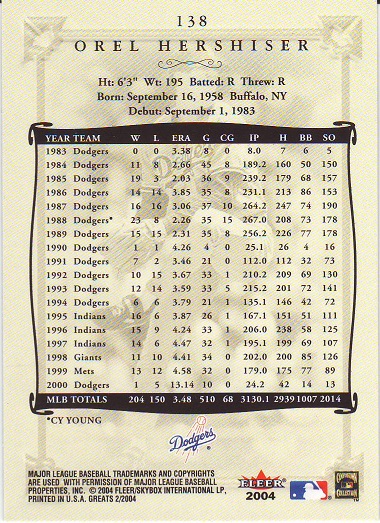 138
OREL HERSHISER
Ht: 6'3" Wt: 195 Batted: R Threw: R
Born: September 16, 1958 Buffalo, NY
Debut: September 1, 1983
YEAR TEAM W L ERA G CG IP H BB SO
1983 Dodgers 0 0 3.38 8 0 8.0 7 6 5
1984 Dodgers 11 8 2.66 45 8 189.2 160 50 150
1985 Dodgers 19 3 2.03 36 9 239.2 179 68 157
1986 Dodgers 14 14 3.85 35 8 231.1 213 86 153
1987 Dodgers 16 16 3.06 37 10 264.2 247 74 190
1988 Dodgers* 23 8 2.26 35 15 267.0 208 73 178
1989 Dodgers 15 15 2.31 35 8 256.2 226 77 178
1990 Dodgers 1 1 4.26 4 0 25.1 26 4 16
1991 Dodgers 7 2 3.46 21 0 112.0 112 32 73
1992 Dodgers 10 15 3.67 33 1 210.2 209 69 130
1993 Dodgers 12 14 3.59 33 5 215.2 201 72 141
1994 Dodgers 6 6 3.79 21 1 135.1 146 42 72
1995 Indians 16 6 3.87 26 1 167.1 151 51 111
1996 Indians 15 9 4.24 33 1 206.0 238 58 125
1997 Indians 14 6 4.47 32 1 195.1 199 69 107
1998 Giants 11 10 4.41 34 0 202.0 200 85 126
1999 Mets 13 12 4.58 32 0 179.0 175 77 89
2000 Dodgers 1 5 13.14 10 0 24.2 42 14 13
MLB TOTALS 204 150 3.48 510 68 3130.1 2939 1007 2014
*CY YOUNG
Dodgers
MAJOR LEAGUE BASEBALL TRADEMARKS AND COPYRIGHTS
ARE USED WITH PERMISSION OF MAJOR LEAGUE BASEBALL
PROPERTIES, INC. © 2004 FLEER/SKYBOX INTERNATIONAL LP,
PRINTED IN U.S.A. GREATS 2/2004
FLEER
2004
COOPERSTOWN
COLLECTION